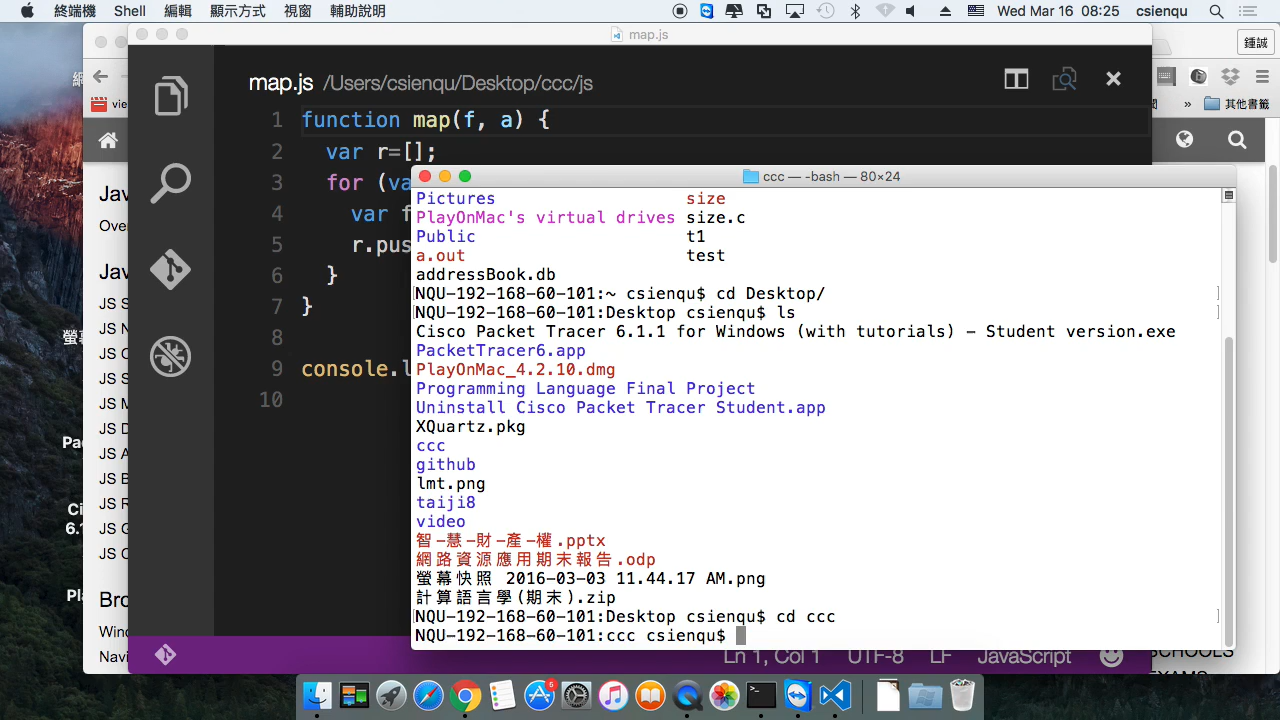 終端機 Shell 編輯 顯示方式 視窗 輔助說明 Wed Mar 16 08:25 csienqu
map.js
鍾誠
其他書籤
map.js /Users/csienqu/Desktop/ccc/js
1 function map(f, a) {
2 var r=[];
3 for (va
4 var f
5 r.pus
6 }
7 }
8
9 console.l
10
ccc — -bash — 80×24
Pictures size
PlayOnMac's virtual drives size.c
Public t1
a.out test
addressBook.db
NQU-192-168-60-101:~ csienqu$ cd Desktop/
NQU-192-168-60-101:Desktop csienqu$ ls
Cisco Packet Tracer 6.1.1 for Windows (with tutorials) - Student version.exe
PacketTracer6.app
PlayOnMac_4.2.10.dmg
Programming Language Final Project
Uninstall Cisco Packet Tracer Student.app
XQuartz.pkg
ccc
github
lmt.png
taiji8
video
智-慧-財-產-權.pptx
網路資源應用期末報告.odp
螢幕快照 2016-03-03 11.44.17 AM.png
計算語言學(期末).zip
NQU-192-168-60-101:Desktop csienqu$ cd ccc
NQU-192-168-60-101:ccc csienqu$
Ln 1, Col 1 UTF-8 LF JavaScript
vie
Jav
Over
Jav
JS S
JS N
JS C
JS S
JS M
JS D
JS A
JS B
JS R
JS G
JS C
Bro
Wind
Navi
SCHOOLS
EXAMS
6